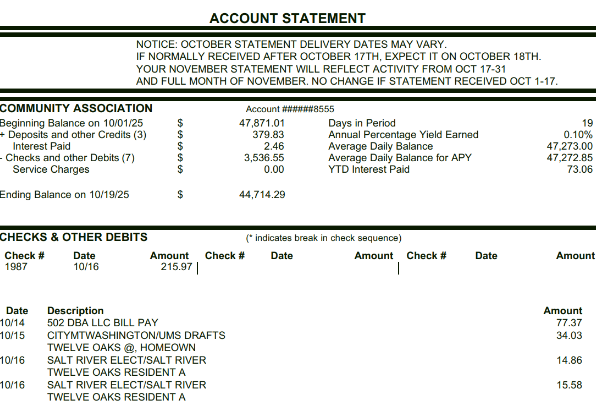 ACCOUNT STATEMENT
NOTICE: OCTOBER STATEMENT DELIVERY DATES MAY VARY.
IF NORMALLY RECEIVED AFTER OCTOBER 17TH, EXPECT IT ON OCTOBER 18TH.
YOUR NOVEMBER STATEMENT WILL REFLECT ACTIVITY FROM OCT 17-31
AND FULL MONTH OF NOVEMBER. NO CHANGE IF STATEMENT RECEIVED OCT 1-17.
COMMUNITY ASSOCIATION Account ######8555
Beginning Balance on 10/01/25 $ 47,871.01 Days in Period 19
+ Deposits and other Credits (3) $ 379.83 Annual Percentage Yield Earned 0.10%
Interest Paid $ 2.46 Average Daily Balance 47,273.00
- Checks and other Debits (7) $ 3,536.55 Average Daily Balance for APY 47,272.85
Service Charges $ 0.00 YTD Interest Paid 73.06
Ending Balance on 10/19/25 $ 44,714.29
CHECKS & OTHER DEBITS (* indicates break in check sequence)
Check # Date Amount Check # Date Amount Check # Date Amount
1987 10/16 215.97
Date Description Amount
10/14 502 DBA LLC BILL PAY 77.37
10/15 CITYMTWASHINGTON/UMS DRAFTS 34.03
TWELVE OAKS @, HOMEOWN
10/16 SALT RIVER ELECT/SALT RIVER 14.86
TWELVE OAKS RESIDENT A
10/16 SALT RIVER ELECT/SALT RIVER 15.58
TWELVE OAKS RESIDENT A